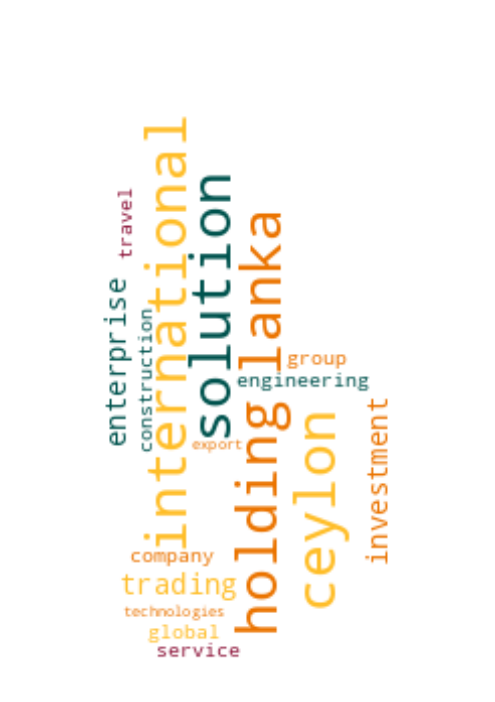 international
solution
lanka
holding
ceylon
travel
enterprise
construction
group
engineering
export
investment
company
trading
technologies
global
service